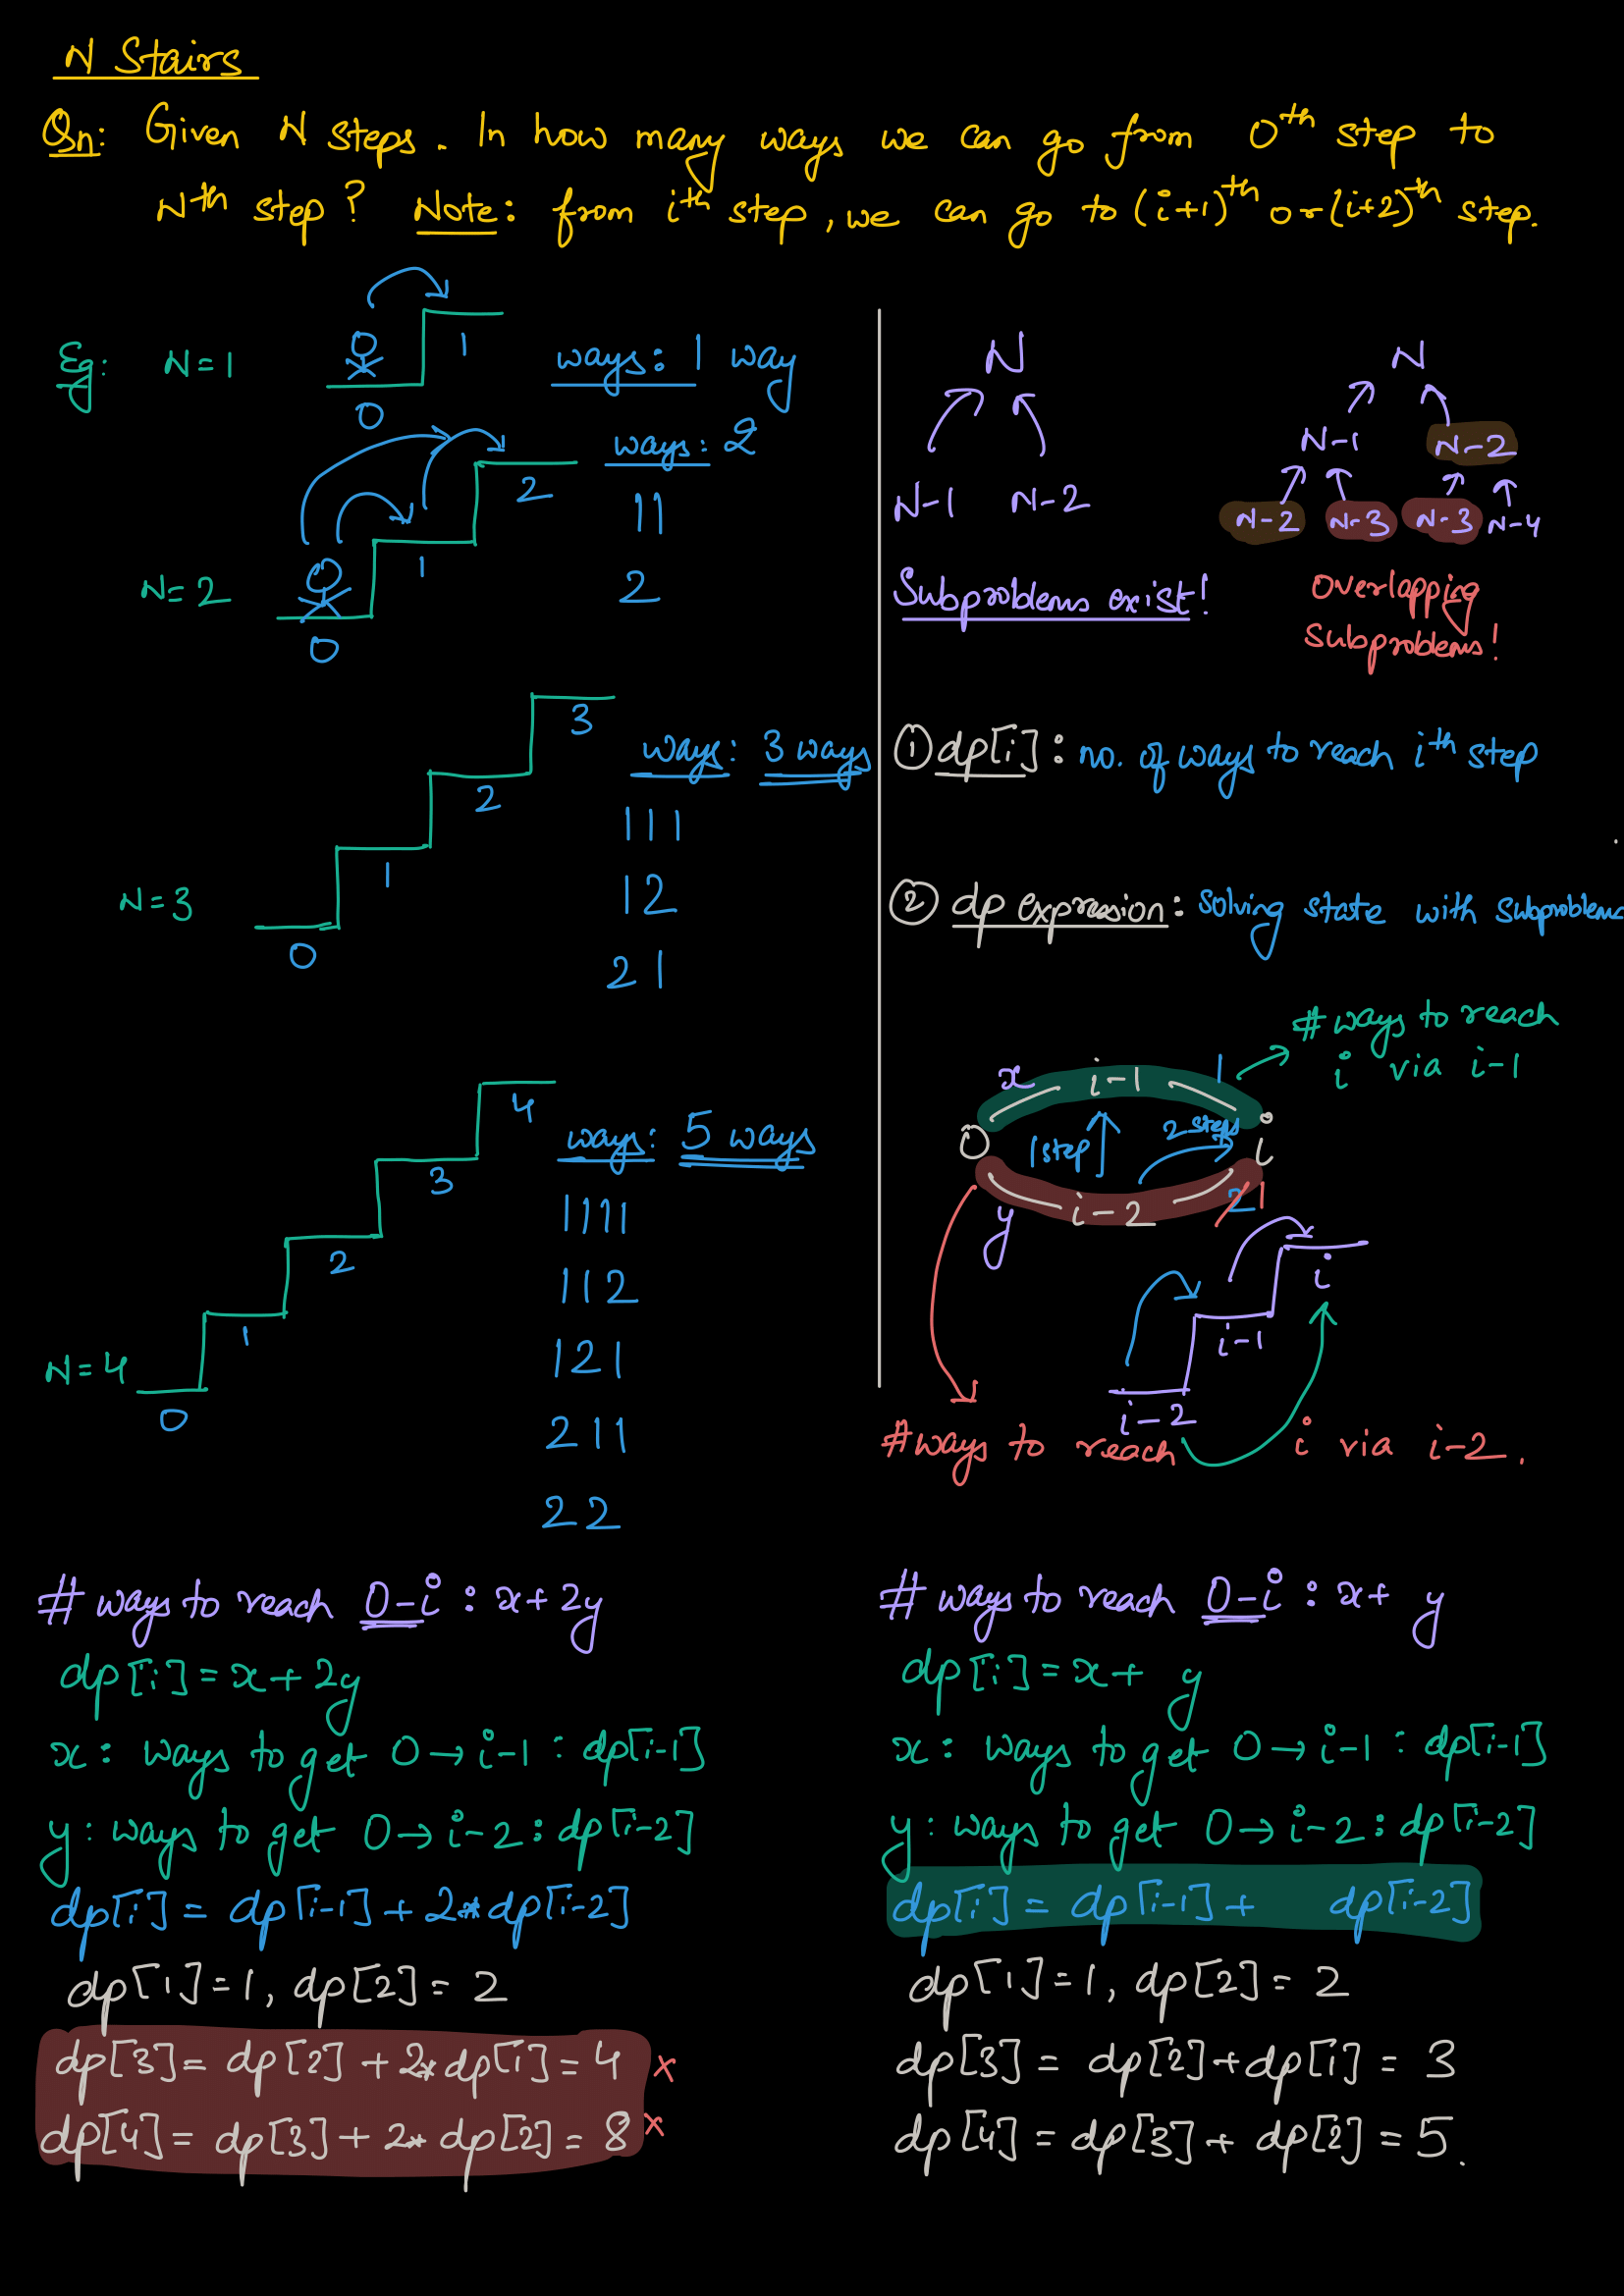 N Stairs
Qn: Given N steps. In how many ways we can go from 0th step to
Nth step? Note: from ith step, we can go to (i+1)th or (i+2)th step.
Eg: N=1
0
1
ways: 1 way
N=2
0
1
2
ways: 2
11
2
N=3
0
1
2
3
ways: 3 ways
111
12
21
N=4
0
1
2
3
4
ways: 5 ways
1111
112
121
211
22
N
N-1 N-2
Subproblems exist!
N
N-1 N-2
N-2 N-3 N-3 N-4
overlapping
subproblems!
① dp[i]: no. of ways to reach ith step
② dp expression: solving state with subproblems
# ways to reach
i via i-1
x i-1 1
0 1 step 2 steps i
y i-2 2 1
i
i-1
i-2
# ways to reach i via i-2.
# ways to reach 0-i : x+2y
dp[i] = x+2y
x: ways to get 0→i-1 : dp[i-1]
y: ways to get 0→i-2 : dp[i-2]
dp[i] = dp[i-1] + 2*dp[i-2]
dp[1]=1, dp[2]=2
dp[3]= dp[2] + 2*dp[i] = 4 x
dp[4]= dp[3] + 2*dp[2] = 8 x
# ways to reach 0-i : x+ y
dp[i] = x+ y
x: ways to get 0→i-1 : dp[i-1]
y: ways to get 0→i-2 : dp[i-2]
dp[i] = dp[i-1] + dp[i-2]
dp[1]=1, dp[2]=2
dp[3] = dp[2]+dp[i] = 3
dp[4] = dp[3] + dp[2] = 5.